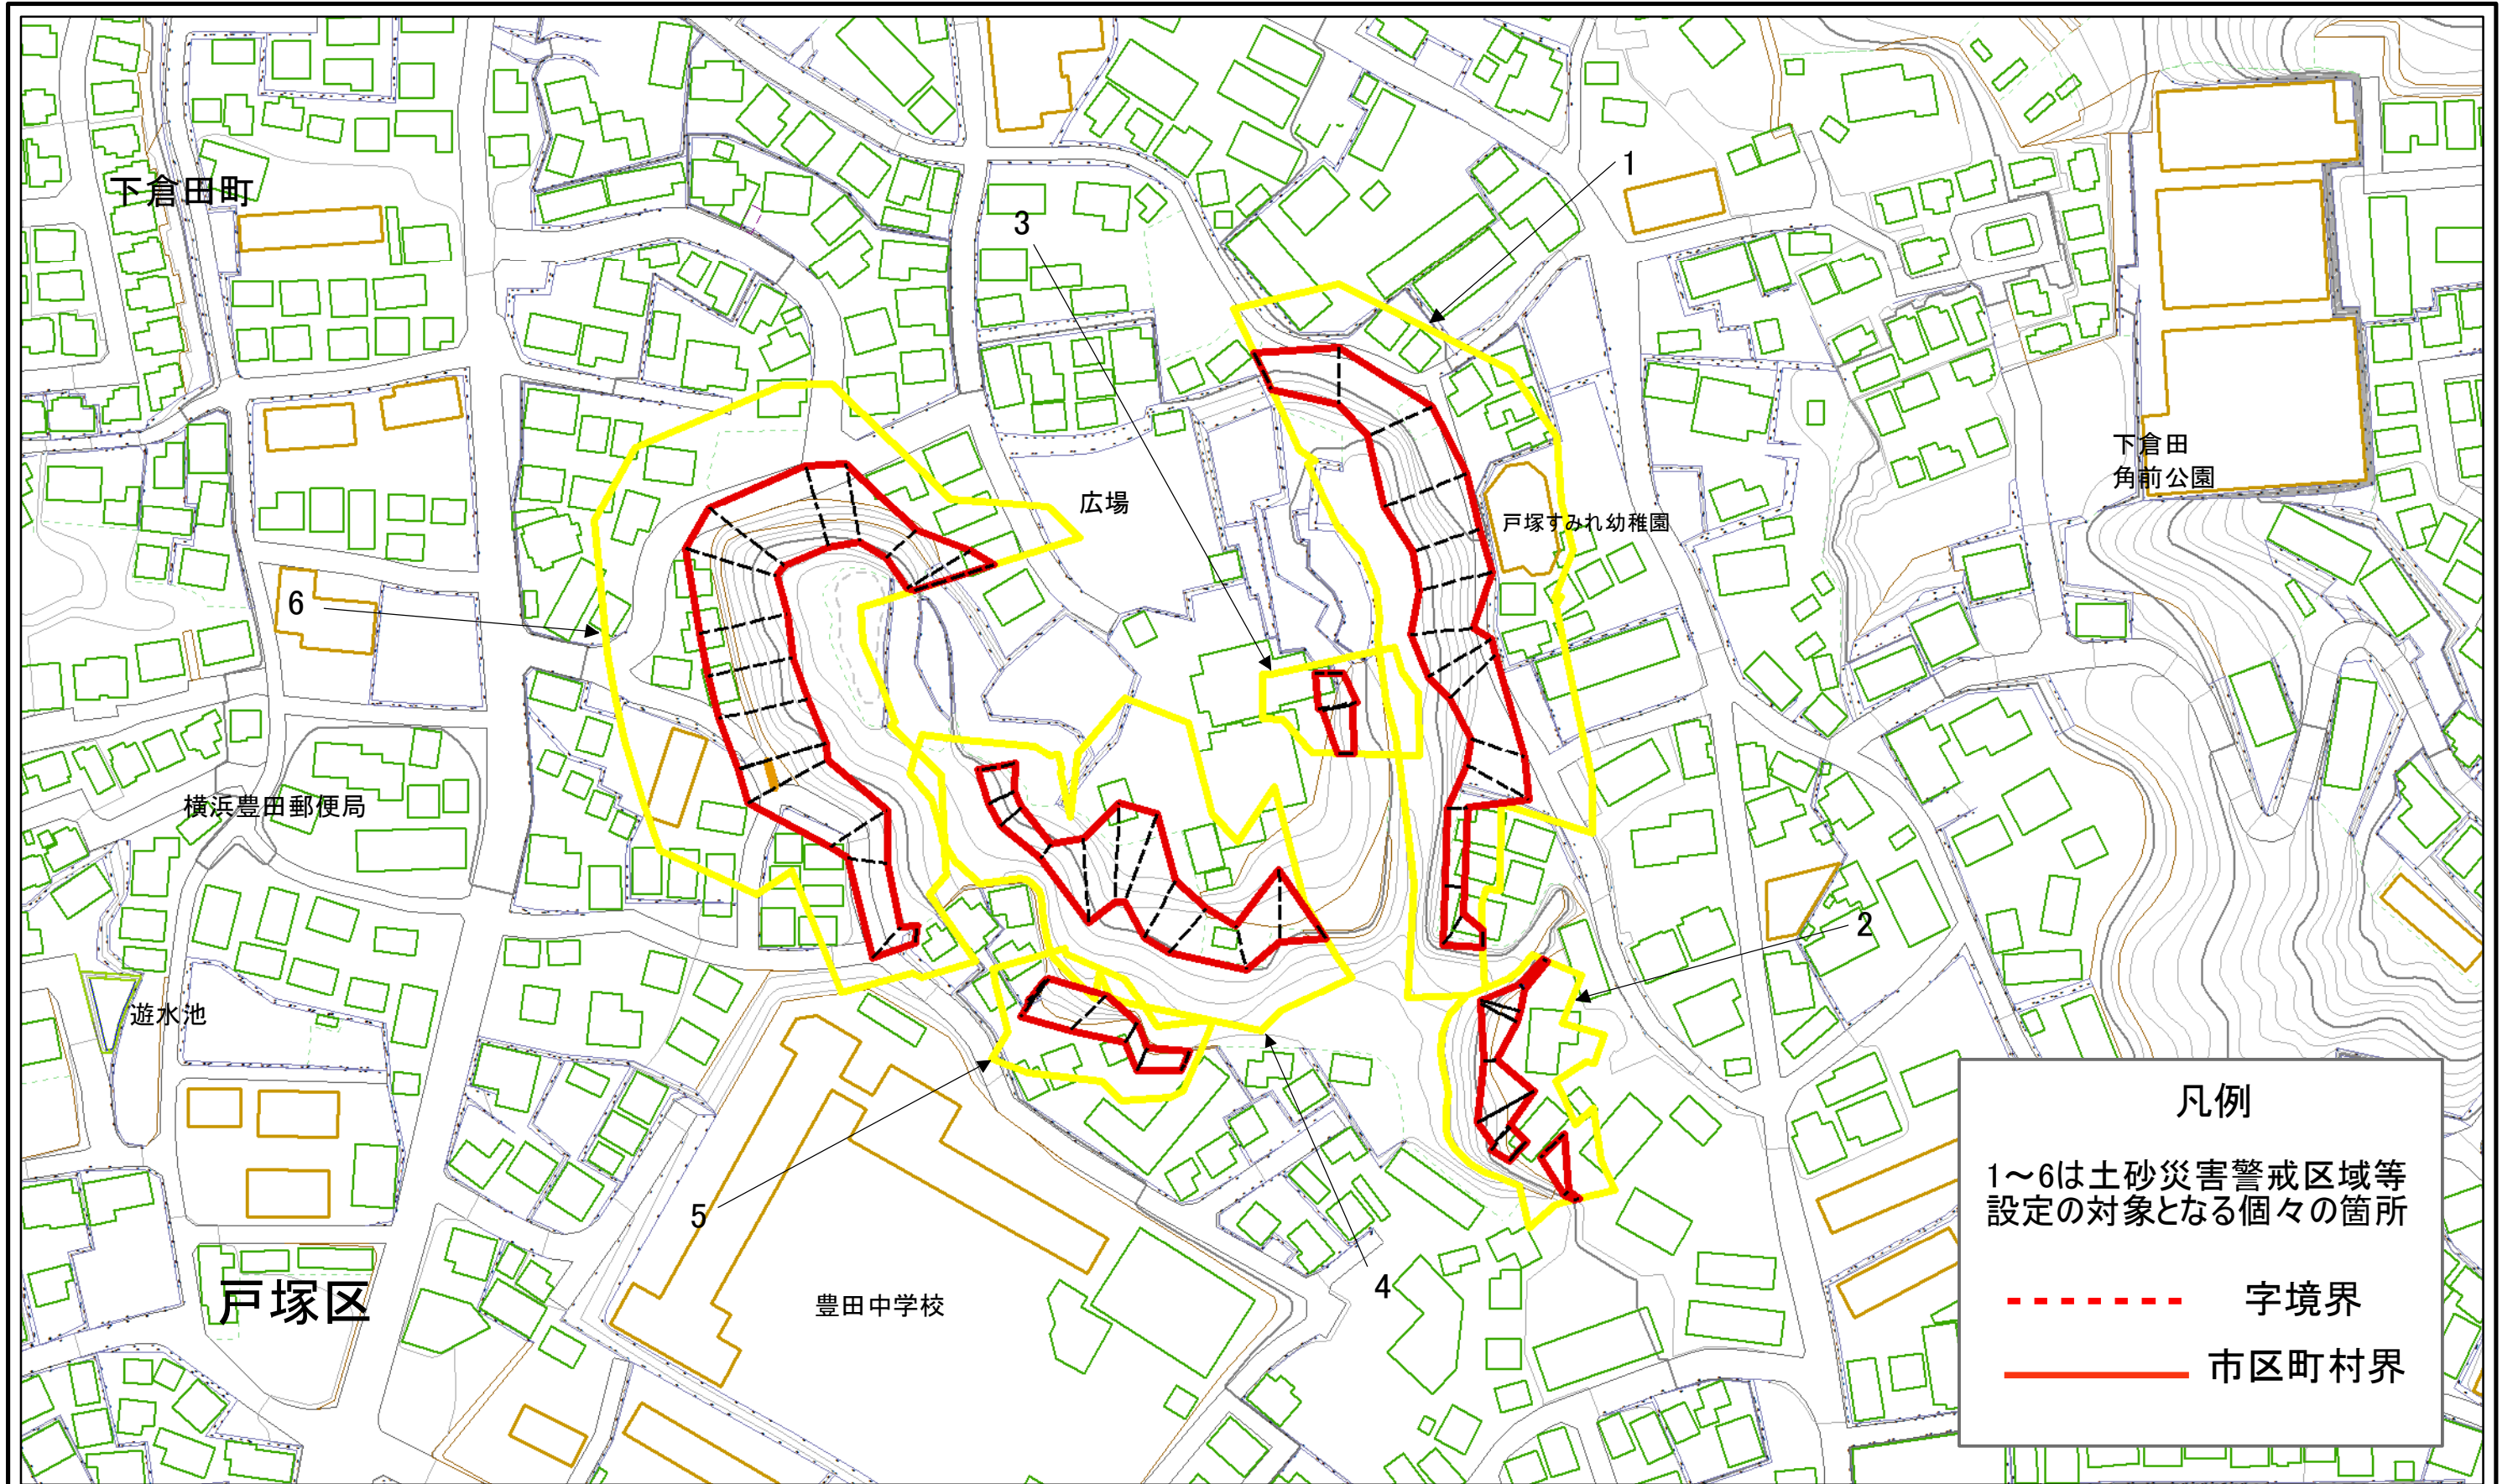 1
下倉田町
3
下倉田
角前公園
広場
戸塚すみれ幼稚園
6
横浜豊田郵便局
2
遊水池
5
4
戸塚区
豊田中学校
凡例
1~6は土砂災害警戒区域等
設定の対象となる個々の箇所
字境界
市区町村界